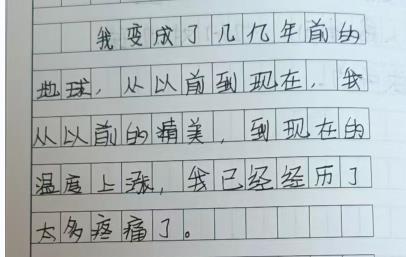 我变成了几亿年前的
地球，从以前到现在，我
从以前的精美，到现在的
温度上涨，我已经经历了
太多疼痛了。